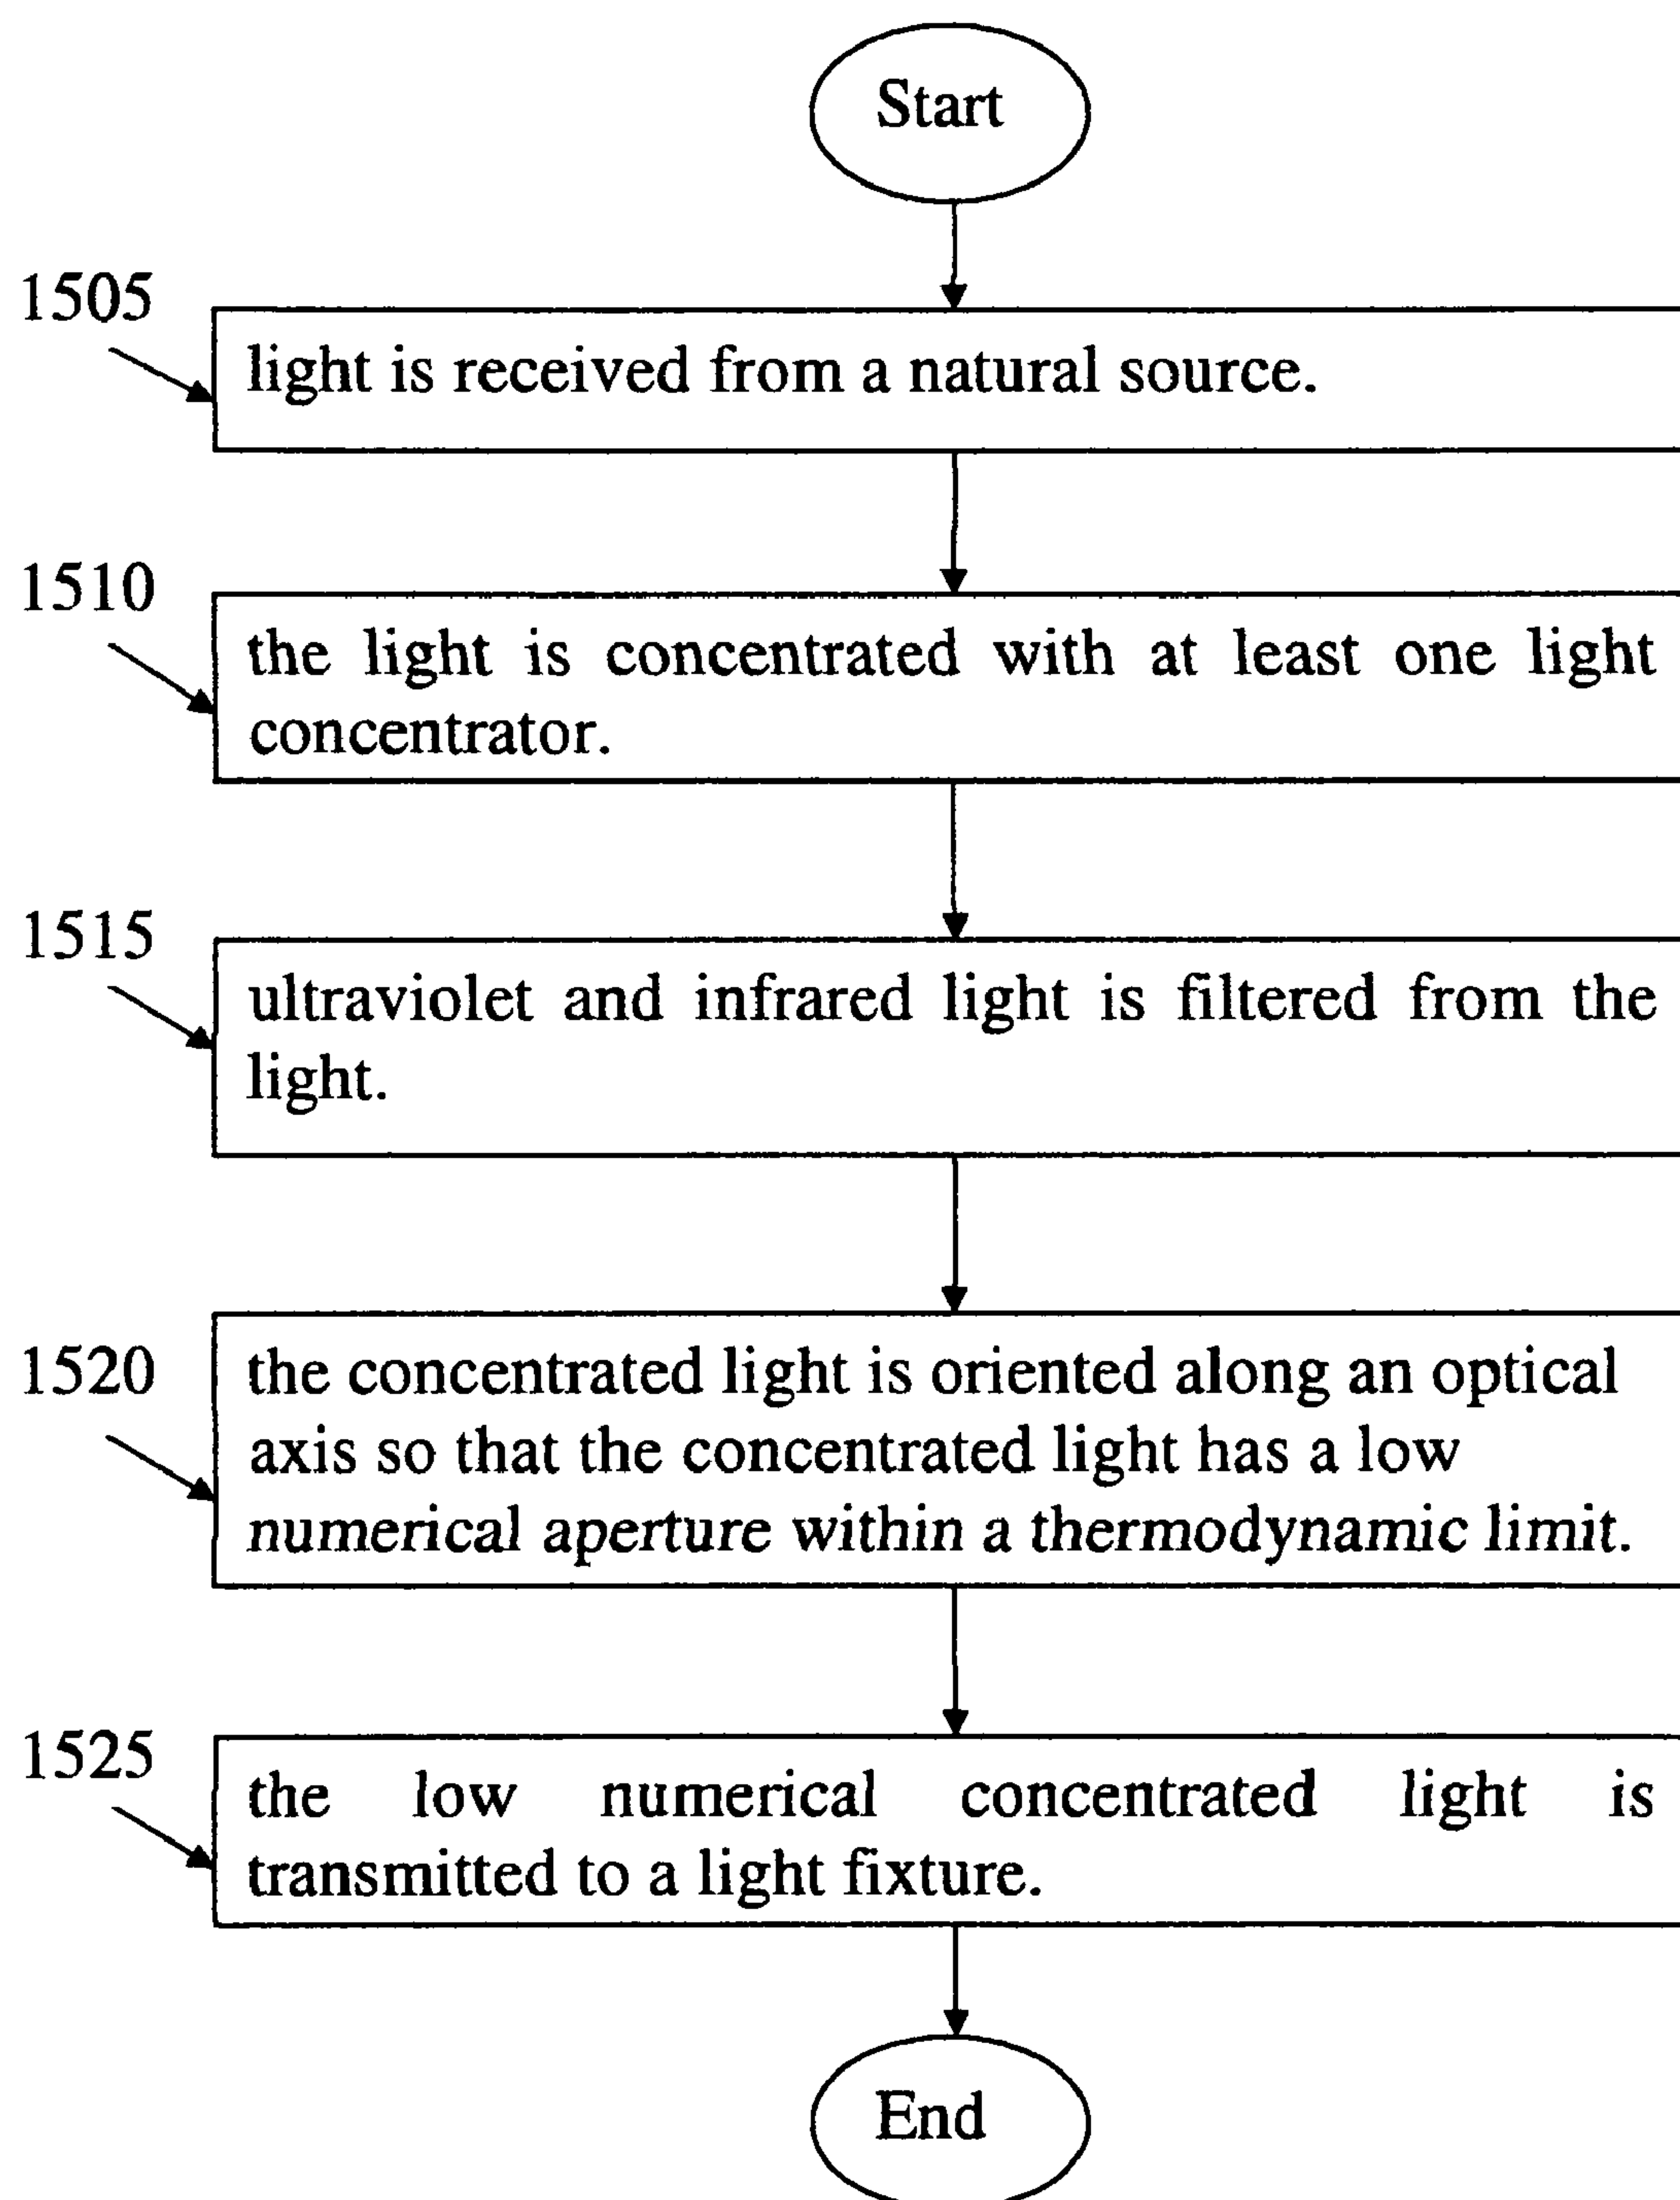 Start
1505
light is received from a natural source.
1510
the light is concentrated with at least one light
concentrator.
1515
ultraviolet and infrared light is filtered from the
light.
1520
the concentrated light is oriented along an optical
axis so that the concentrated light has a low
numerical aperture within a thermodynamic limit.
1525
the low numerical concentrated light is
transmitted to a light fixture.
End